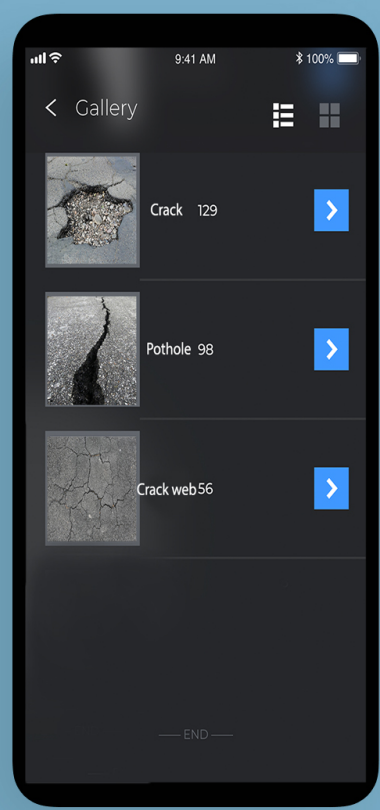 9:41 AM 100%
Gallery
Crack 129
Pothole 98
Crack web 56
END